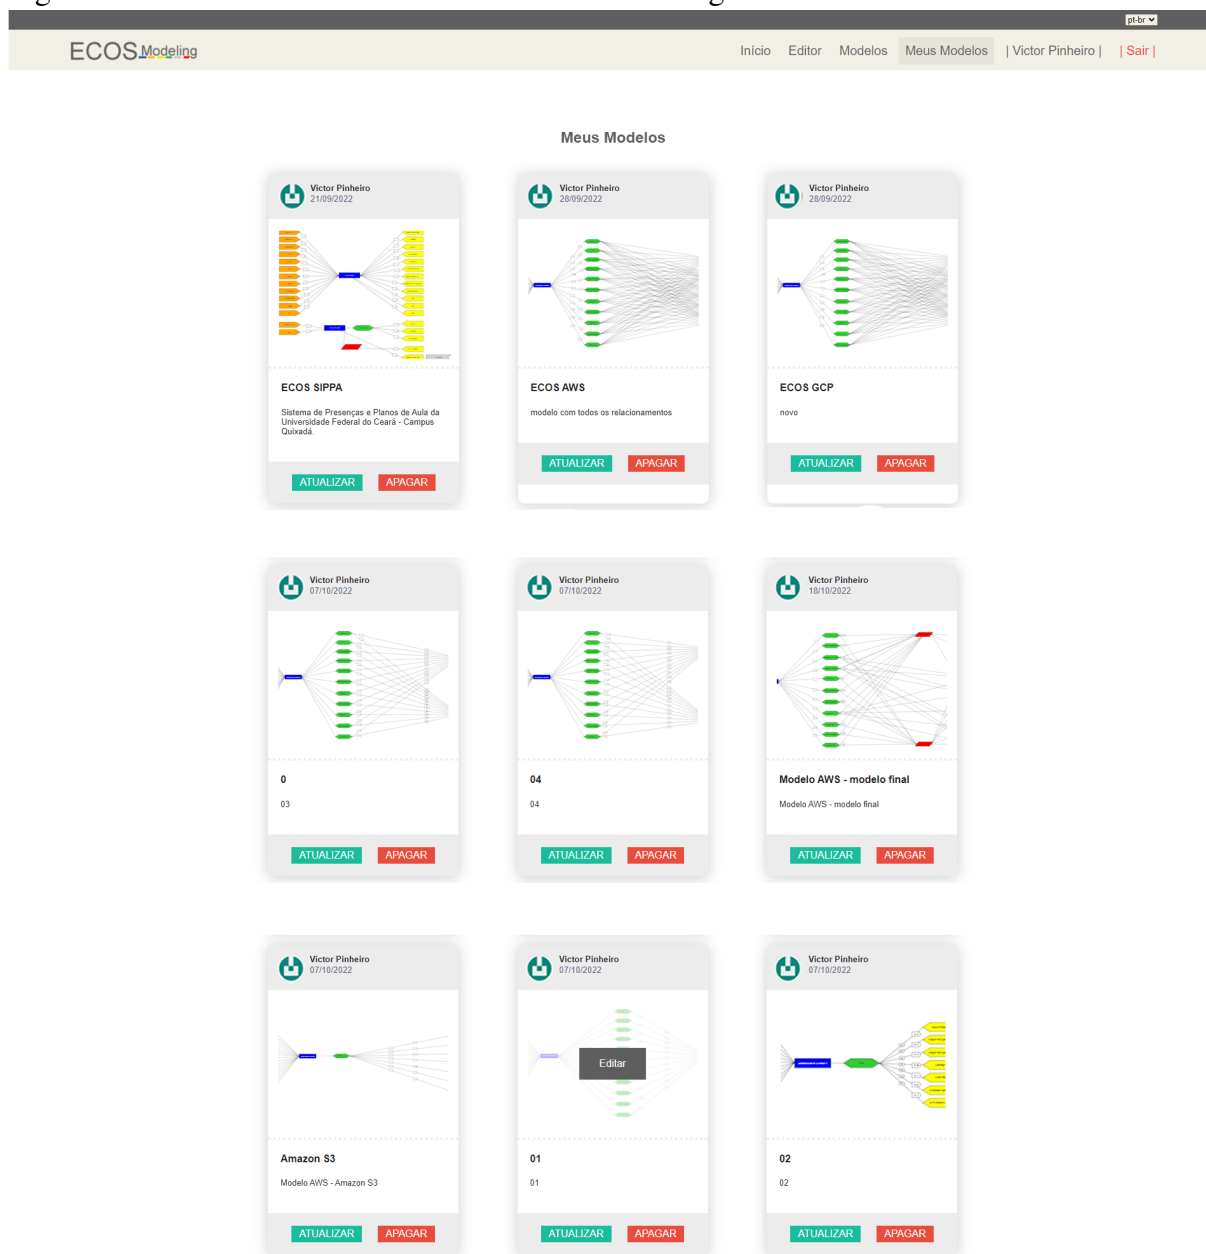 pt-br
ECOS Modeling
Início Editor Modelos Meus Modelos | Victor Pinheiro | | Sair |
Meus Modelos
Victor Pinheiro
21/09/2022
ECOS SIPPA
Sistema de Presenças e Planos de Aula da
Universidade Federal do Ceará - Campus
Quixadá.
ATUALIZAR APAGAR
Victor Pinheiro
28/09/2022
ECOS AWS
modelo com todos os relacionamentos
ATUALIZAR APAGAR
Victor Pinheiro
28/09/2022
ECOS GCP
novo
ATUALIZAR APAGAR
Victor Pinheiro
07/10/2022
0
03
ATUALIZAR APAGAR
Victor Pinheiro
07/10/2022
04
04
ATUALIZAR APAGAR
Victor Pinheiro
18/10/2022
Modelo AWS - modelo final
Modelo AWS - modelo final
ATUALIZAR APAGAR
Victor Pinheiro
07/10/2022
Amazon S3
Modelo AWS - Amazon S3
ATUALIZAR APAGAR
Victor Pinheiro
07/10/2022
Editar
01
01
ATUALIZAR APAGAR
Victor Pinheiro
07/10/2022
02
02
ATUALIZAR APAGAR